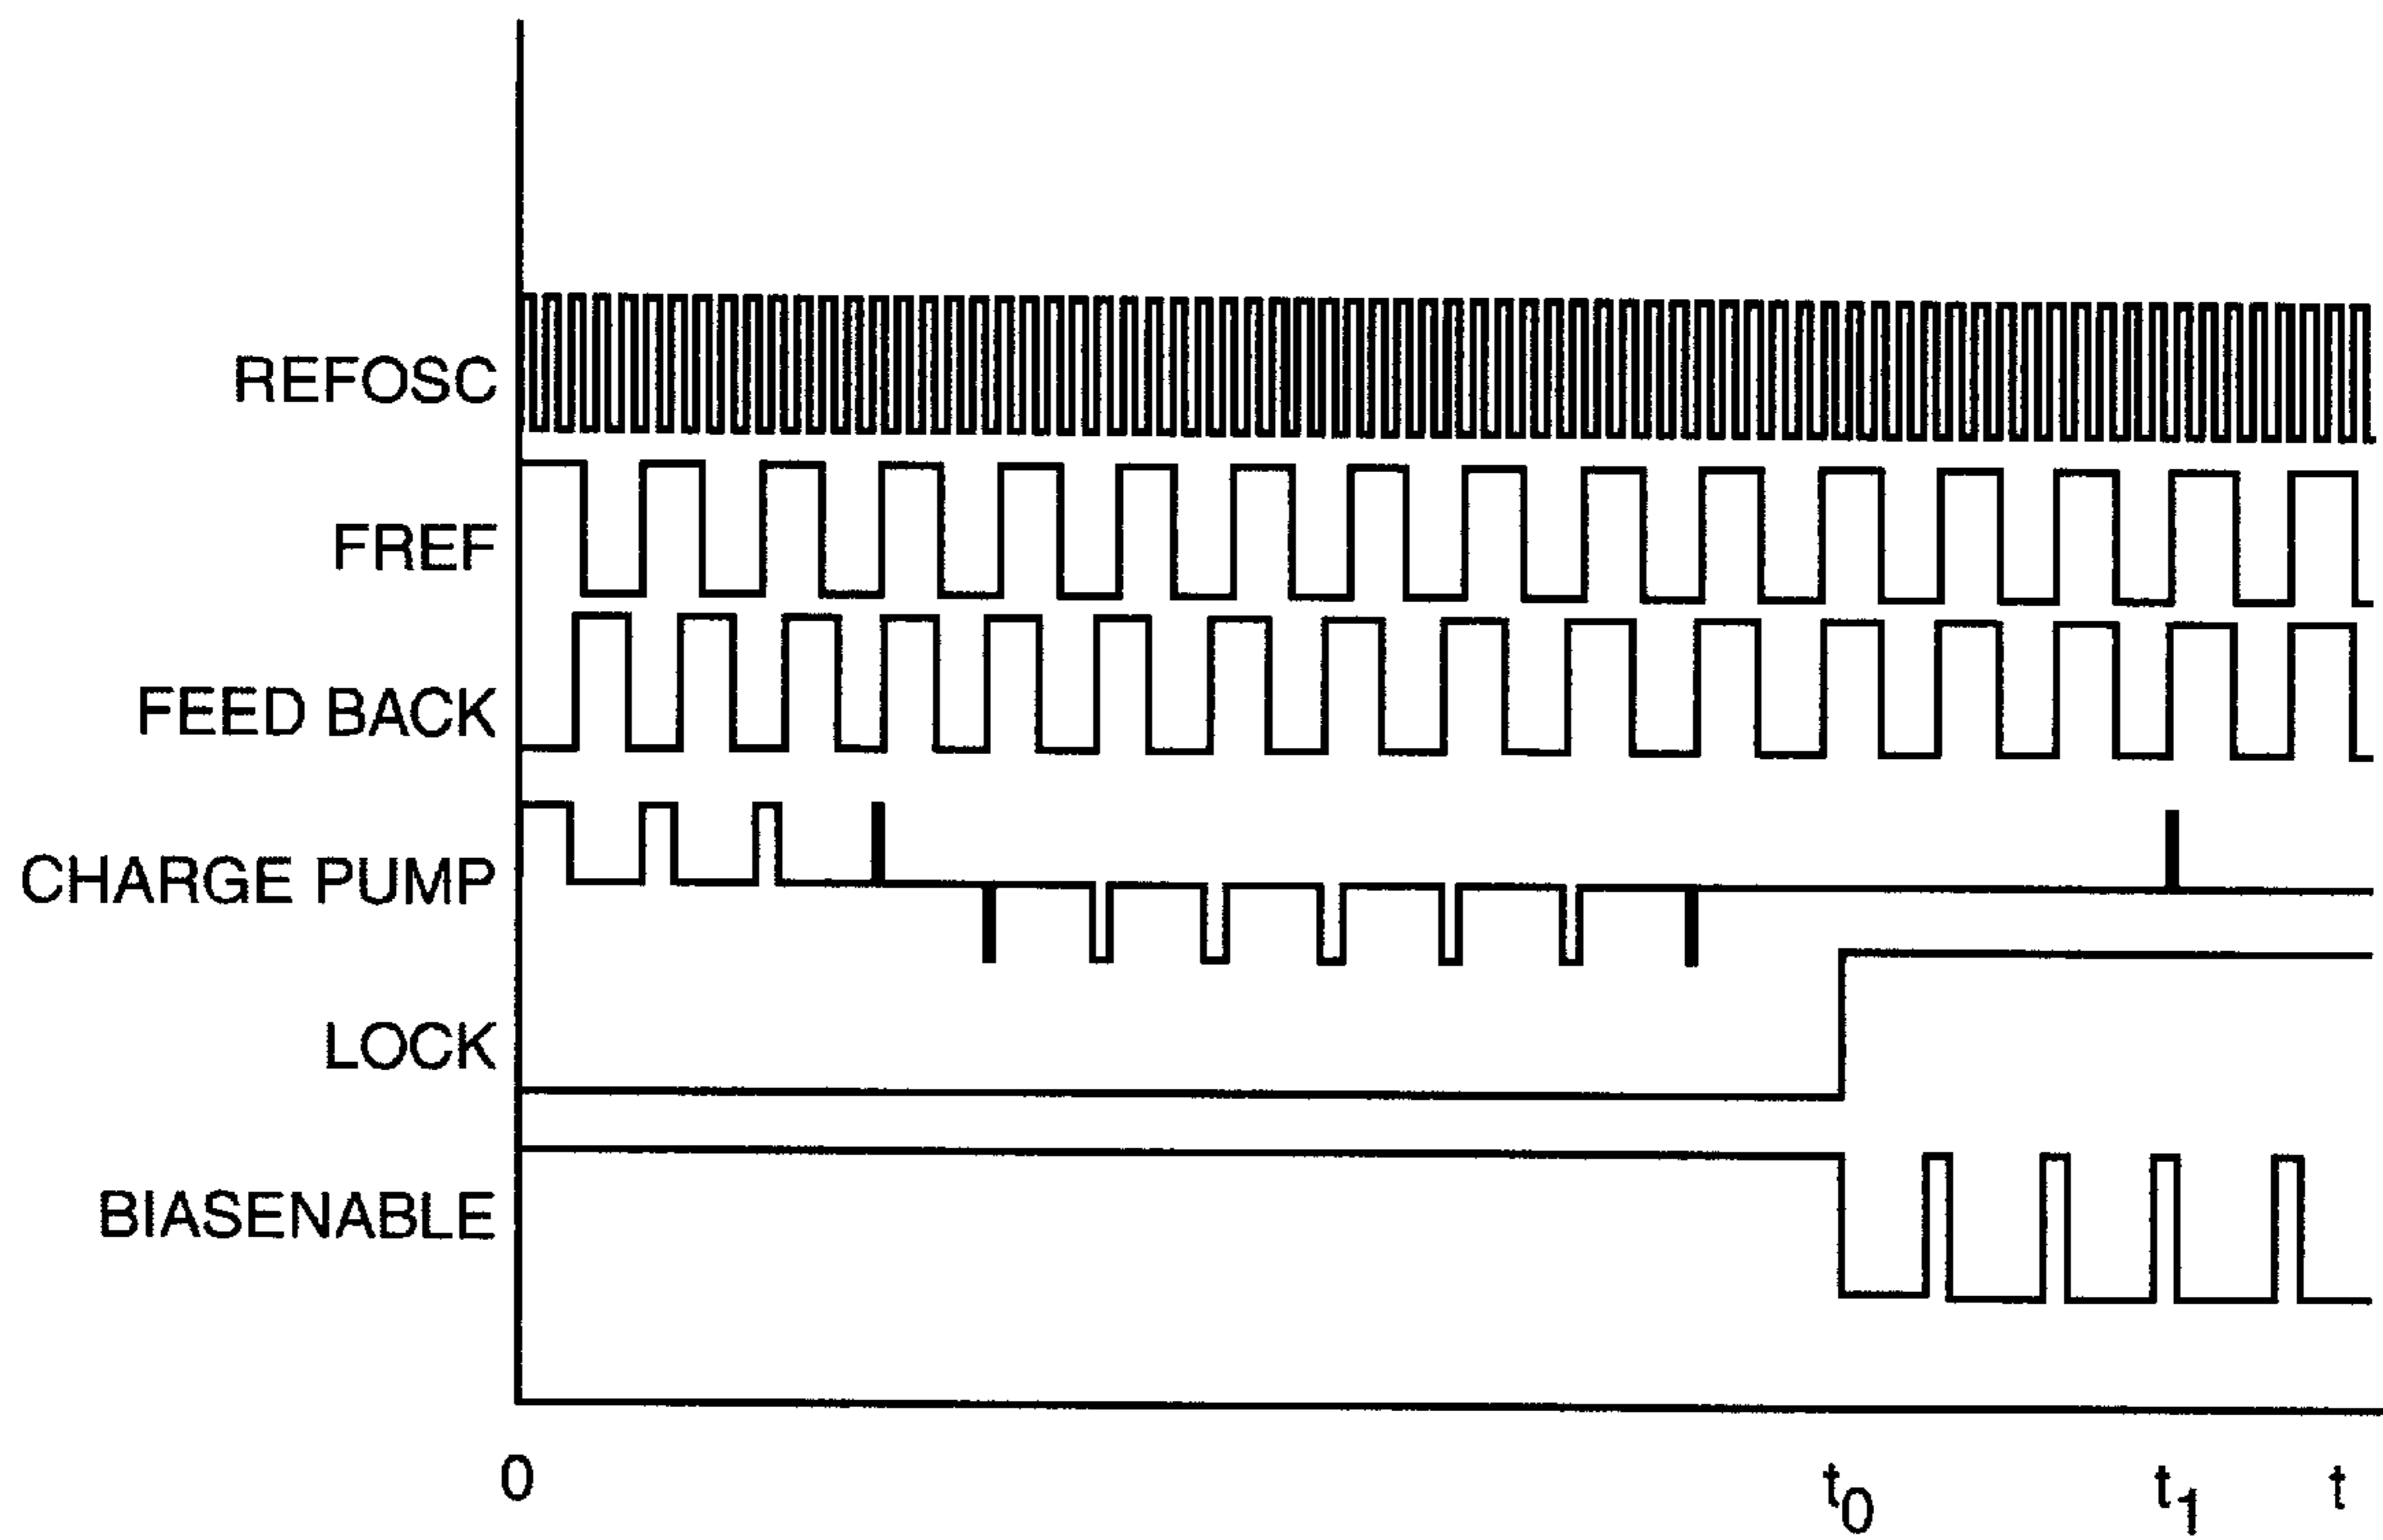 REFOSC
FREF
FEED BACK
CHARGE PUMP
LOCK
BIASENABLE
0 t0 t1 t